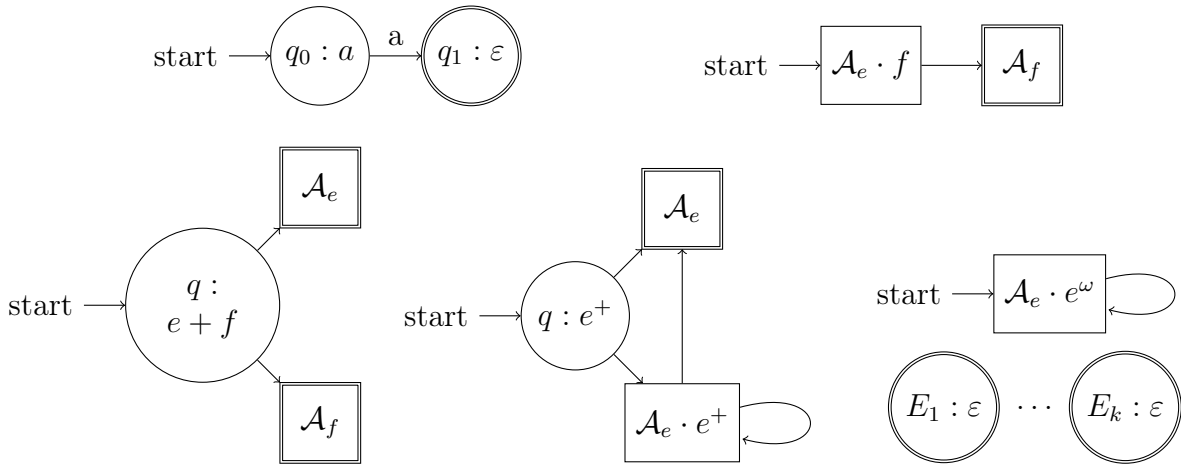 start q₀ : a a q₁ : ε
start 𝒜ₑ · f 𝒜_f
start q : e + f 𝒜ₑ 𝒜_f
start q : e⁺ 𝒜ₑ 𝒜ₑ · e⁺
start 𝒜ₑ · e^ω
E₁ : ε ··· E_k : ε